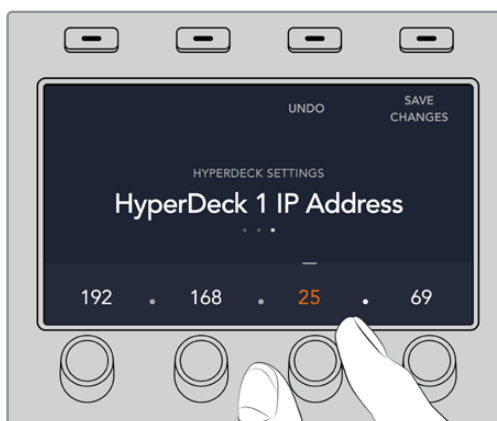 UNDO
SAVE
CHANGES
HYPERDECK SETTINGS
HyperDeck 1 IP Address
192 . 168 . 25 . 69